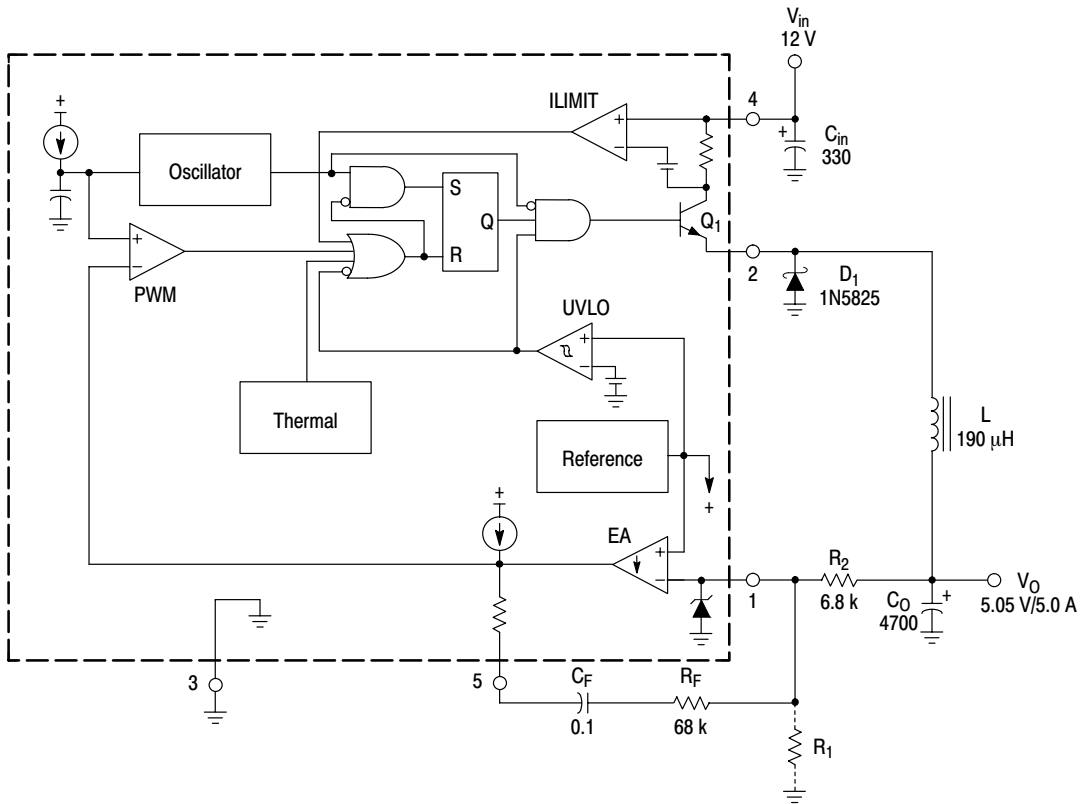 V_in
12 V
+
ILIMIT
4
+
−
+
C_in
330
Oscillator
S
Q
R
Q_1
+
−
PWM
2
D_1
1N5825
UVLO
+
−
Thermal
L
190 μH
Reference
+
+
EA
+
−
1
R_2
6.8 k
C_O
4700
+
V_O
5.05 V/5.0 A
3
5
C_F
0.1
R_F
68 k
R_1